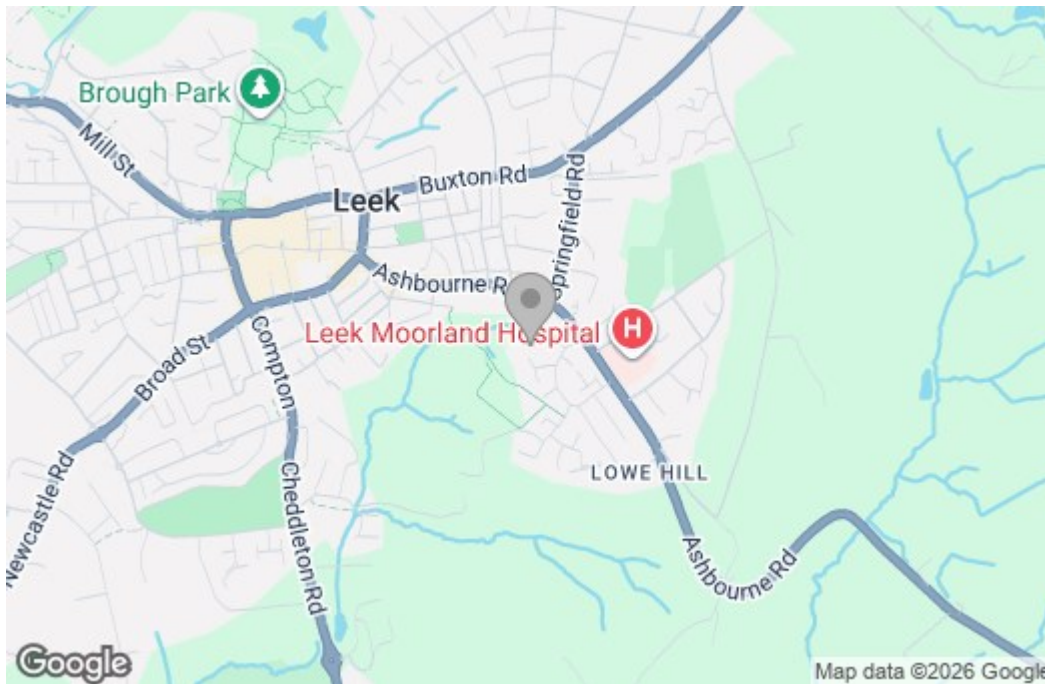 Brough Park
Mill St
Buxton Rd
Leek
Springfield Rd
Ashbourne R
Leek Moorland Hospital
H
Broad St
Compton
LOWE HILL
Newcastle Rd
Cheddleton Rd
Ashbourne Rd
Google
Map data ©2026 Google